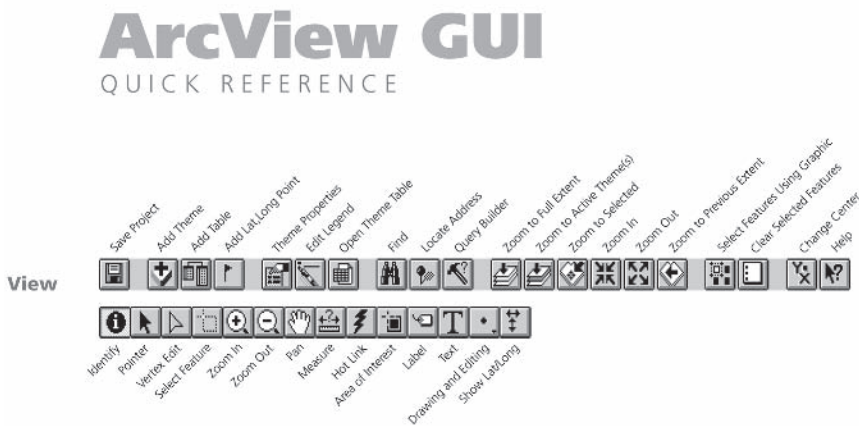 ArcView GUI
QUICK REFERENCE
Save Project
Add Theme
Add Table
Add Lat,Long Point
Theme Properties
Edit Legend
Open Theme Table
Find
Locate Address
Query Builder
Zoom to Full Extent
Zoom to Active Theme(s)
Zoom to Selected
Zoom In
Zoom Out
Zoom to Previous Extent
Select Features Using Graphic
Clear Selected Features
Change Center
Help
View
Identify
Pointer
Vertex Edit
Select Feature
Zoom In
Zoom Out
Pan
Measure
Hot Link
Area of Interest
Label
Text
Drawing and Editing
Show Lat/Long